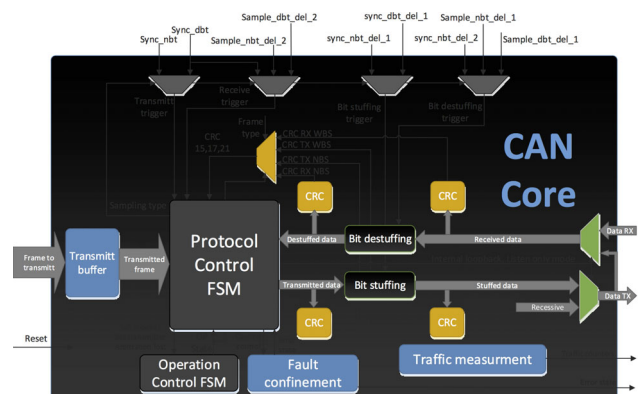 Sync_dbt
Sync_nbt
Sample_dbt_del_2
Sample_nbt_del_2
sync_dbt_del_1
sync_nbt_del_1
Sample_nbt_del_1
sync_nbt_del_2
Sample_dbt_del_1
Transmitt
trigger
Receive
trigger
Bit stuffing
trigger
Bit destuffing
trigger
Frame
type
CRC
15,17,21
CRC RX WBS
CRC TX WBS
CRC TX NBS
CRC RX NBS
CAN
Core
Sampling type
CRC
CRC
Protocol
Control
FSM
Destuffed data
Bit destuffing
Received data
Data RX
Frame to
transmitt
Transmitt
buffer
Transmitted
frame
Transmitted data
Bit stuffing
Stuffed data
Data TX
Recessive
CRC
CRC
Reset
Operation
Control FSM
Fault
confinement
Traffic measurment